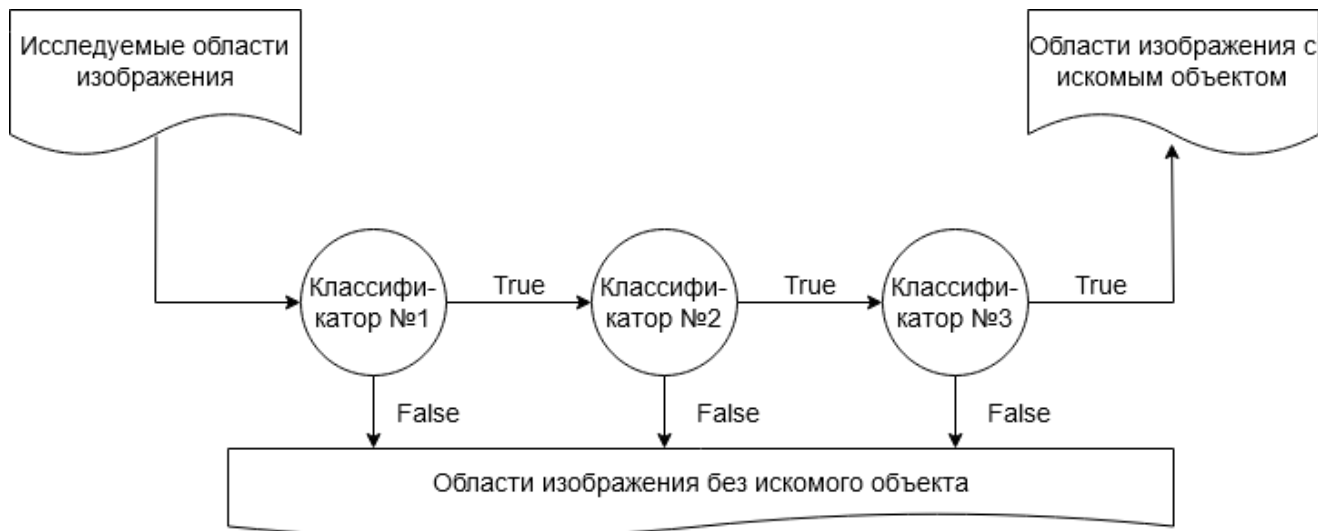 Исследуемые области
изображения
Области изображения с
искомым объектом
Классифи-
катор №1
True
Классифи-
катор №2
True
Классифи-
катор №3
True
False
False
False
Области изображения без искомого объекта